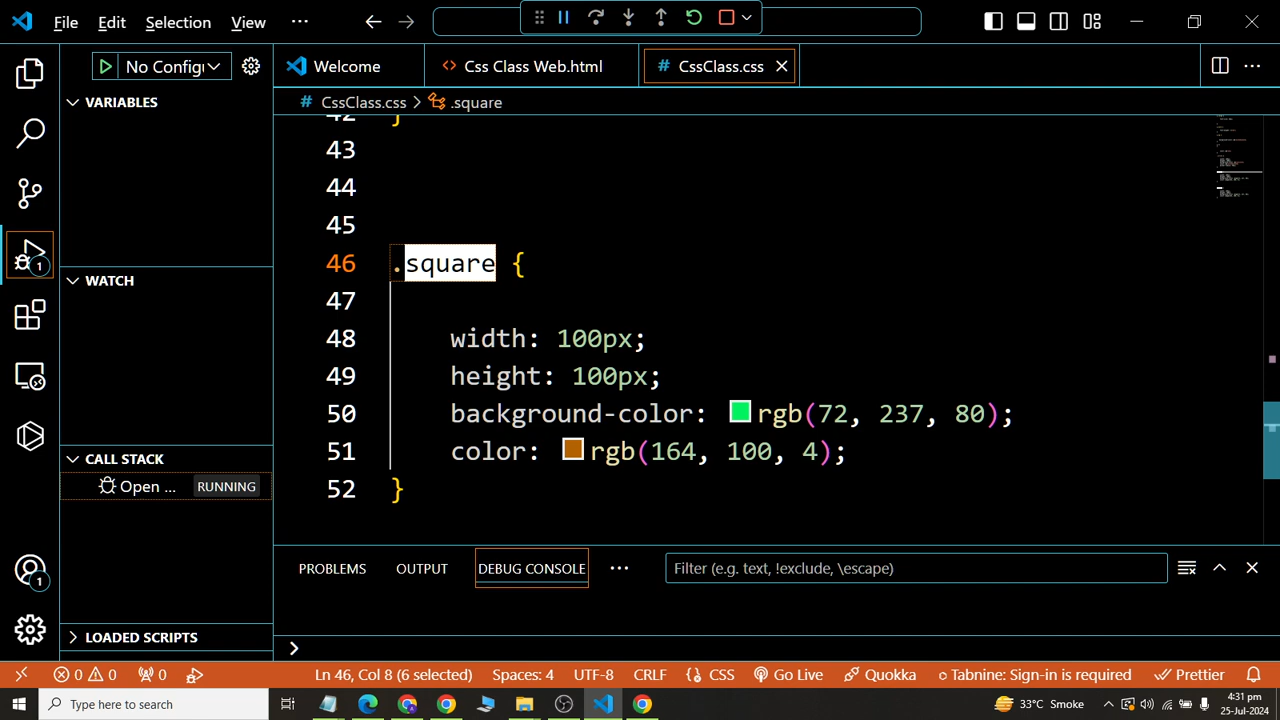 File Edit Selection View ···
No Config
Welcome
Css Class Web.html
# CssClass.css
VARIABLES
# CssClass.css > .square
42 }
43
44
45
46 .square {
47
48 width: 100px;
49 height: 100px;
50 background-color: rgb(72, 237, 80);
51 color: rgb(164, 100, 4);
52 }
WATCH
CALL STACK
Open ... RUNNING
LOADED SCRIPTS
PROBLEMS OUTPUT DEBUG CONSOLE ··· Filter (e.g. text, !exclude, \escape)
>
1
1
0 0 0 Ln 46, Col 8 (6 selected) Spaces: 4 UTF-8 CRLF {} CSS Go Live Quokka Tabnine: Sign-in is required Prettier
Type here to search
33°C Smoke
4:31 pm
25-Jul-2024